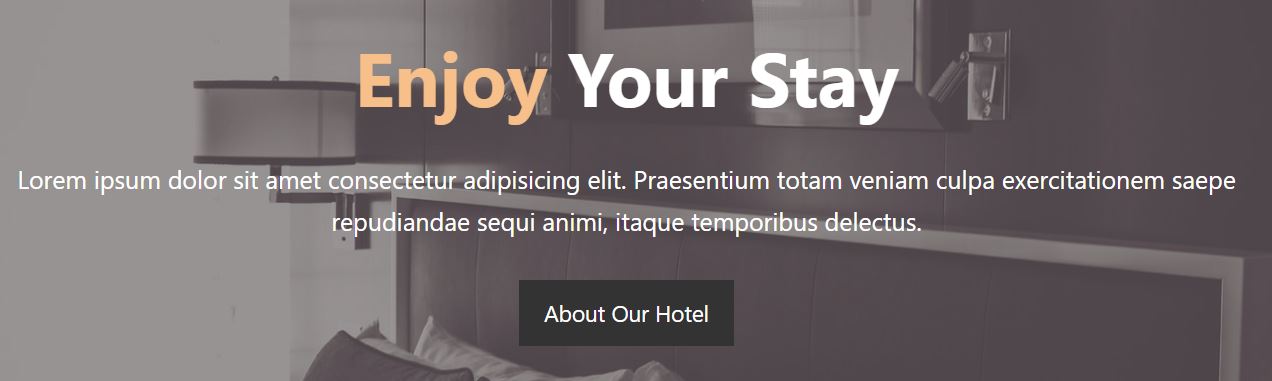 Enjoy Your Stay
Lorem ipsum dolor sit amet consectetur adipisicing elit. Praesentium totam veniam culpa exercitationem saepe
repudiandae sequi animi, itaque temporibus delectus.
About Our Hotel